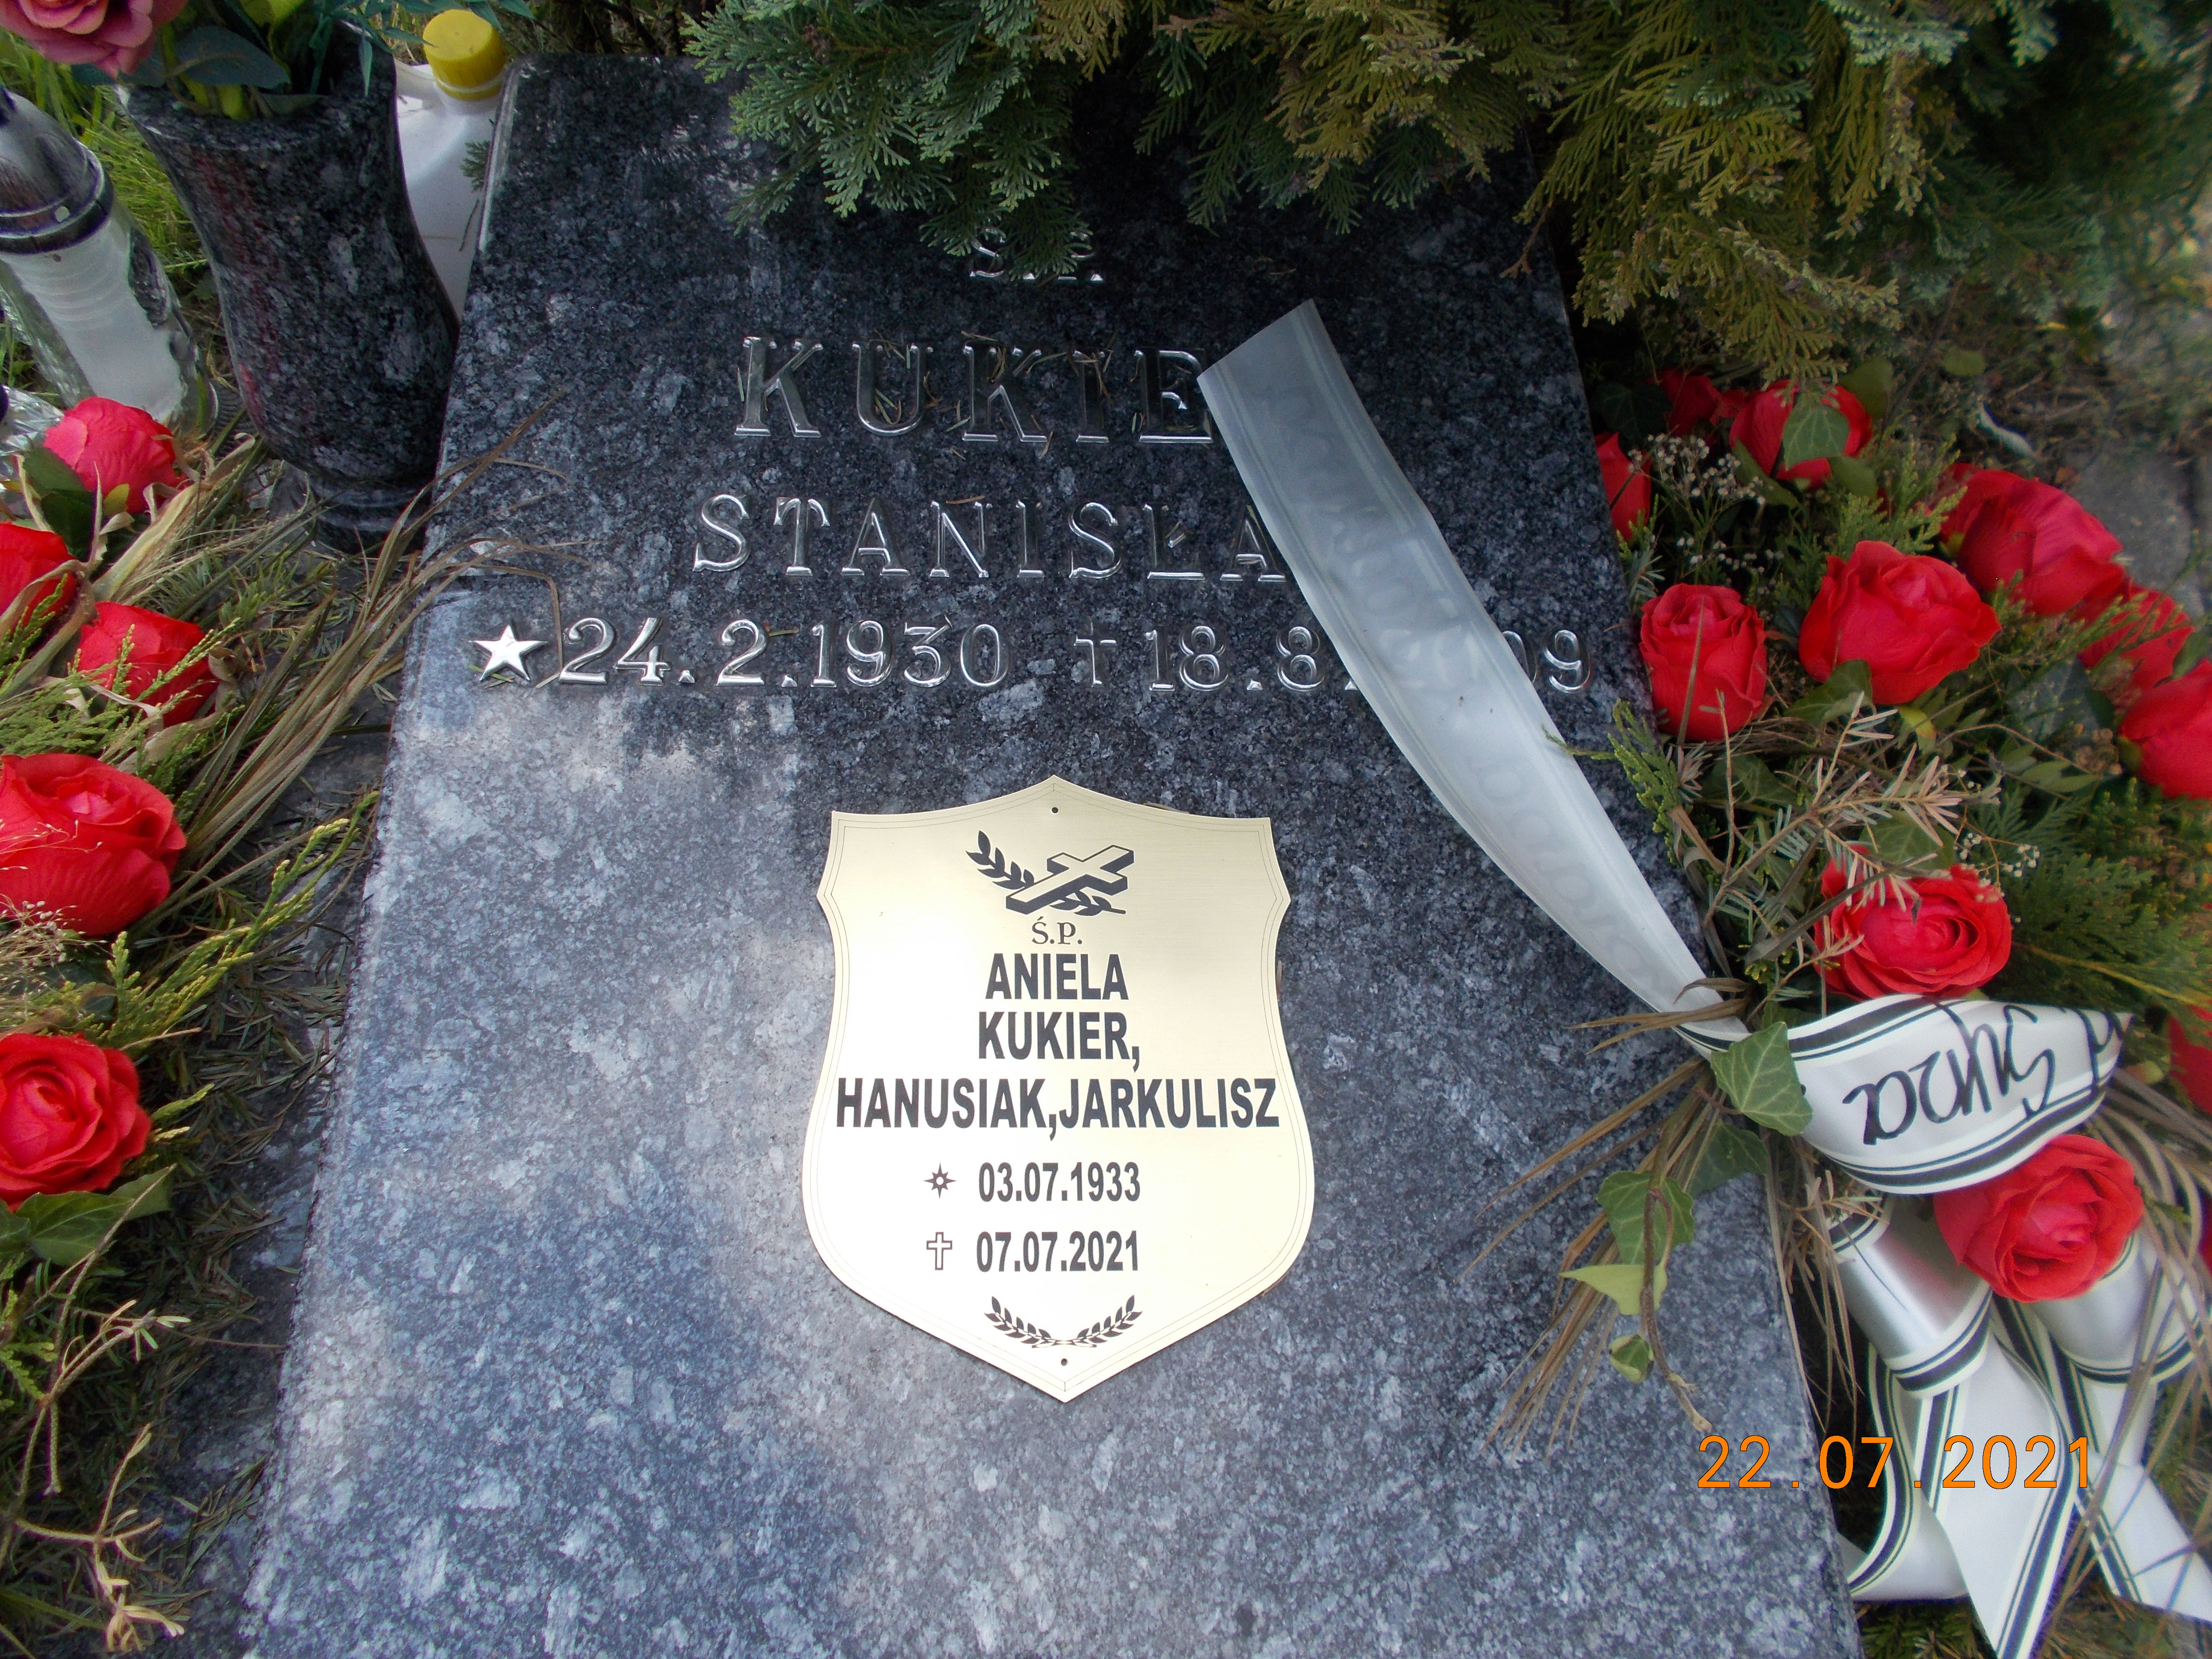 Ś.P.
KUKIE
STANISŁA
24.2.1930 18.8. 09
Ś.P.
ANIELA
KUKIER,
HANUSIAK,JARKULISZ
03.07.1933
07.07.2021
Syna
22.07.2021